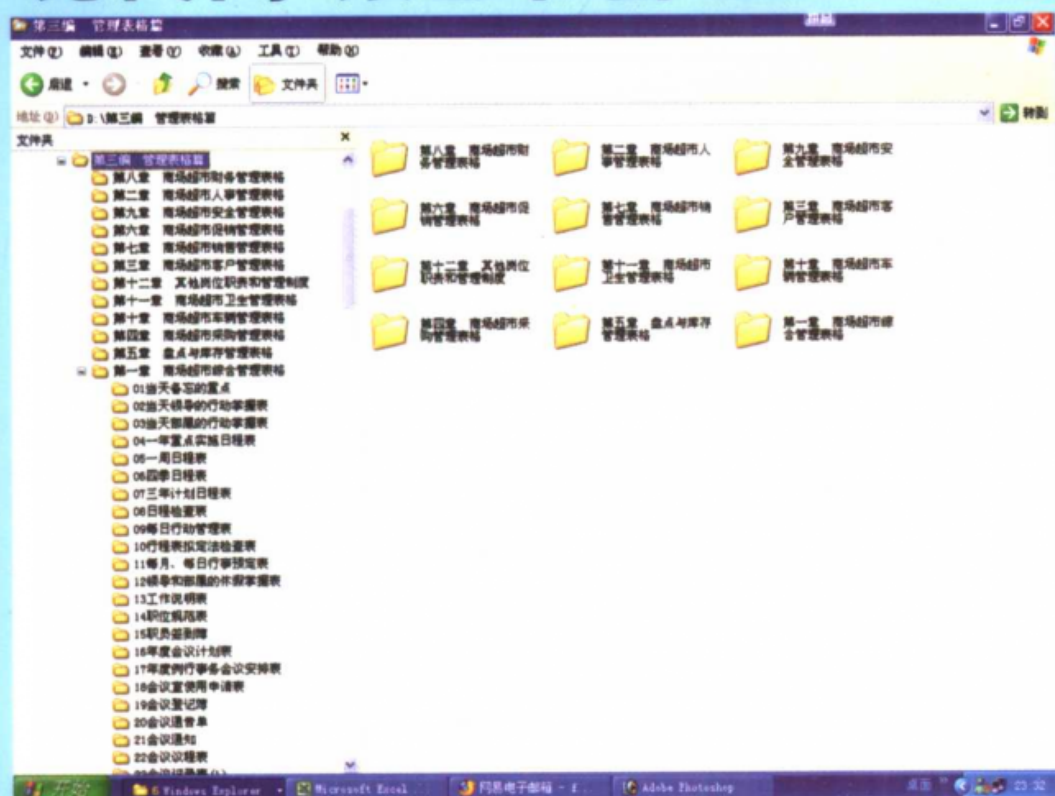 第三编 管理表格篇
文件(F) 编辑(E) 查看(V) 收藏(A) 工具(T) 帮助(H)
后退 搜索 文件夹
地址(D) D:\第三编 管理表格篇 转到
文件夹
第三编 管理表格篇
第八章 商场超市财务管理表格
第二章 商场超市人事管理表格
第九章 商场超市安全管理表格
第六章 商场超市促销管理表格
第七章 商场超市销售管理表格
第三章 商场超市客户管理表格
第十二章 其他岗位职责和管理制度
第十一章 商场超市卫生管理表格
第十章 商场超市车辆管理表格
第四章 商场超市采购管理表格
第五章 盘点与库存管理表格
第一章 商场超市综合管理表格
01当天备忘的重点
02当天领导的行动掌握表
03当天部属的行动掌握表
04一年重点实施日程表
05一周日程表
06四季日程表
07三年计划日程表
08日程检查表
09每日行动管理表
10行程表拟定法检查表
11每月、每日行事预定表
12领导和部属的休假掌握表
13工作说明表
14职位规范表
15职员签到簿
16年度会议计划表
17年度例行事务会议安排表
18会议室使用申请表
19会议登记簿
20会议通告单
21会议通知
22会议议程表
第八章 商场超市财
务管理表格
第二章 商场超市人
事管理表格
第九章 商场超市安
全管理表格
第六章 商场超市促
销管理表格
第七章 商场超市销
售管理表格
第三章 商场超市客
户管理表格
第十二章 其他岗位
职责和管理制度
第十一章 商场超市
卫生管理表格
第十章 商场超市车
辆管理表格
第四章 商场超市采
购管理表格
第五章 盘点与库存
管理表格
第一章 商场超市综
合管理表格
开始 6 Windows Explorer Microsoft Excel 网易电子邮箱 - Adobe Photoshop 桌面 23:32